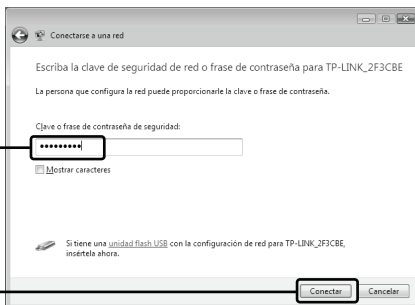 Conectarse a una red
Escriba la clave de seguridad de red o frase de contraseña para TP-LINK_2F3CBE
La persona que configura la red puede proporcionarle la clave o frase de contraseña.
Clave o frase de contraseña de seguridad:
•••••••••
Mostrar caracteres
Si tiene una unidad flash USB con la configuración de red para TP-LINK_2F3CBE,
insértela ahora.
Conectar Cancelar